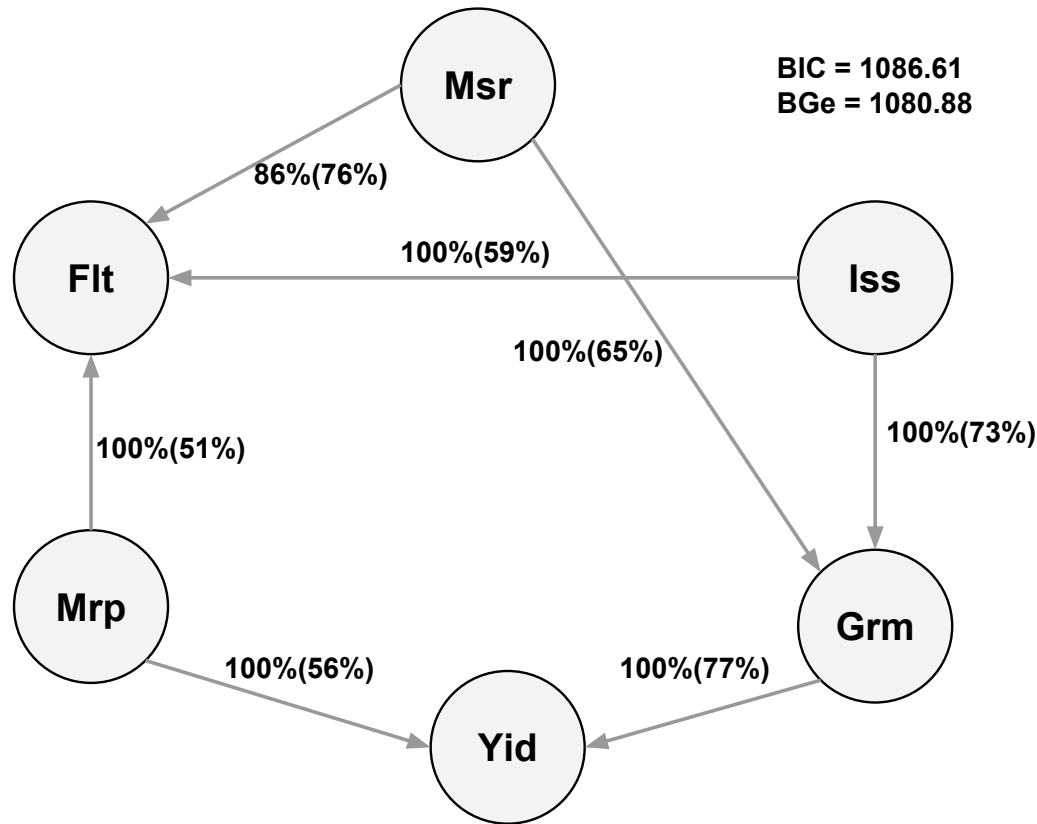 Msr
BIC = 1086.61
BGe = 1080.88
86%(76%)
Flt
100%(59%)
Iss
100%(65%)
100%(51%)
100%(73%)
Mrp
Grm
100%(56%)
100%(77%)
Yid